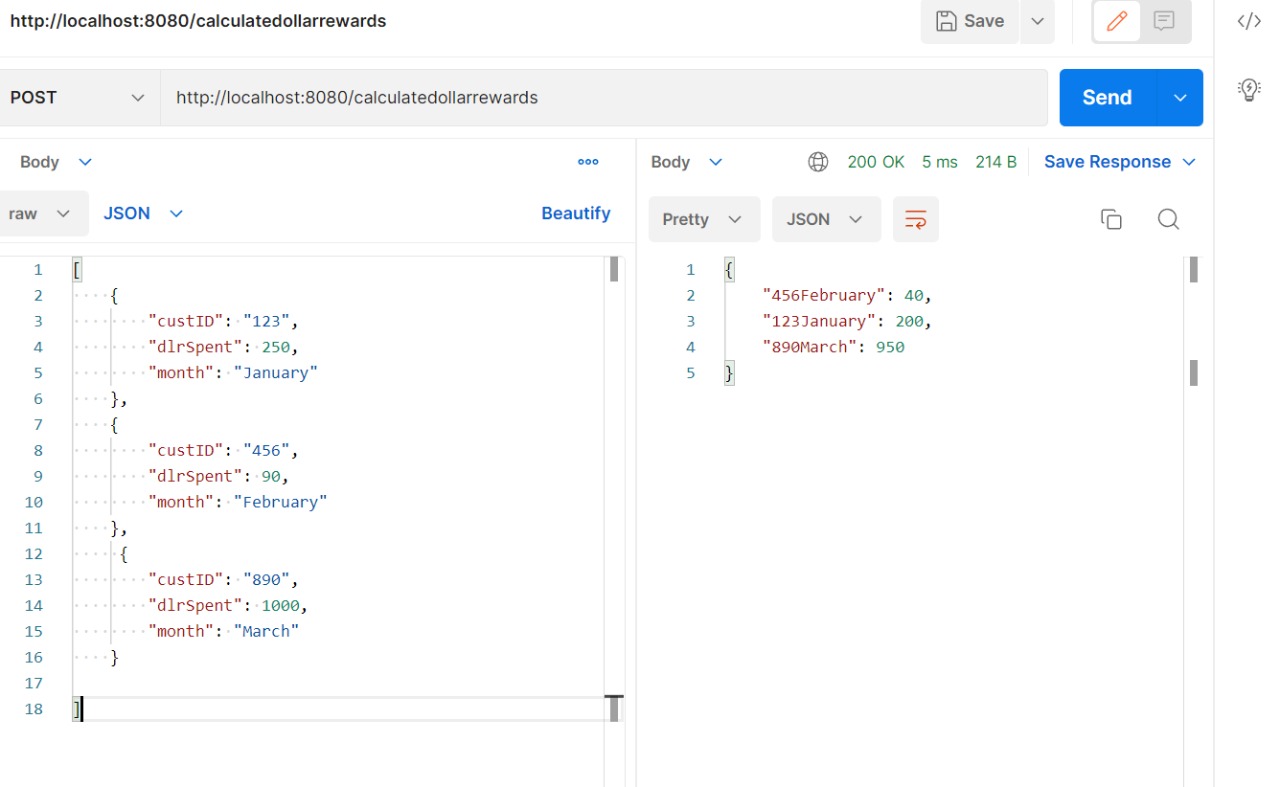 http://localhost:8080/calculatedollarrewards
Save
POST
http://localhost:8080/calculatedollarrewards
Send
Body
raw
JSON
Beautify
1 [
2 {
3 "custID": "123",
4 "dlrSpent": 250,
5 "month": "January"
6 },
7 {
8 "custID": "456",
9 "dlrSpent": 90,
10 "month": "February"
11 },
12 {
13 "custID": "890",
14 "dlrSpent": 1000,
15 "month": "March"
16 }
17
18 ]
Body
200 OK 5 ms 214 B Save Response
Pretty
JSON
1 {
2 "456February": 40,
3 "123January": 200,
4 "890March": 950
5 }